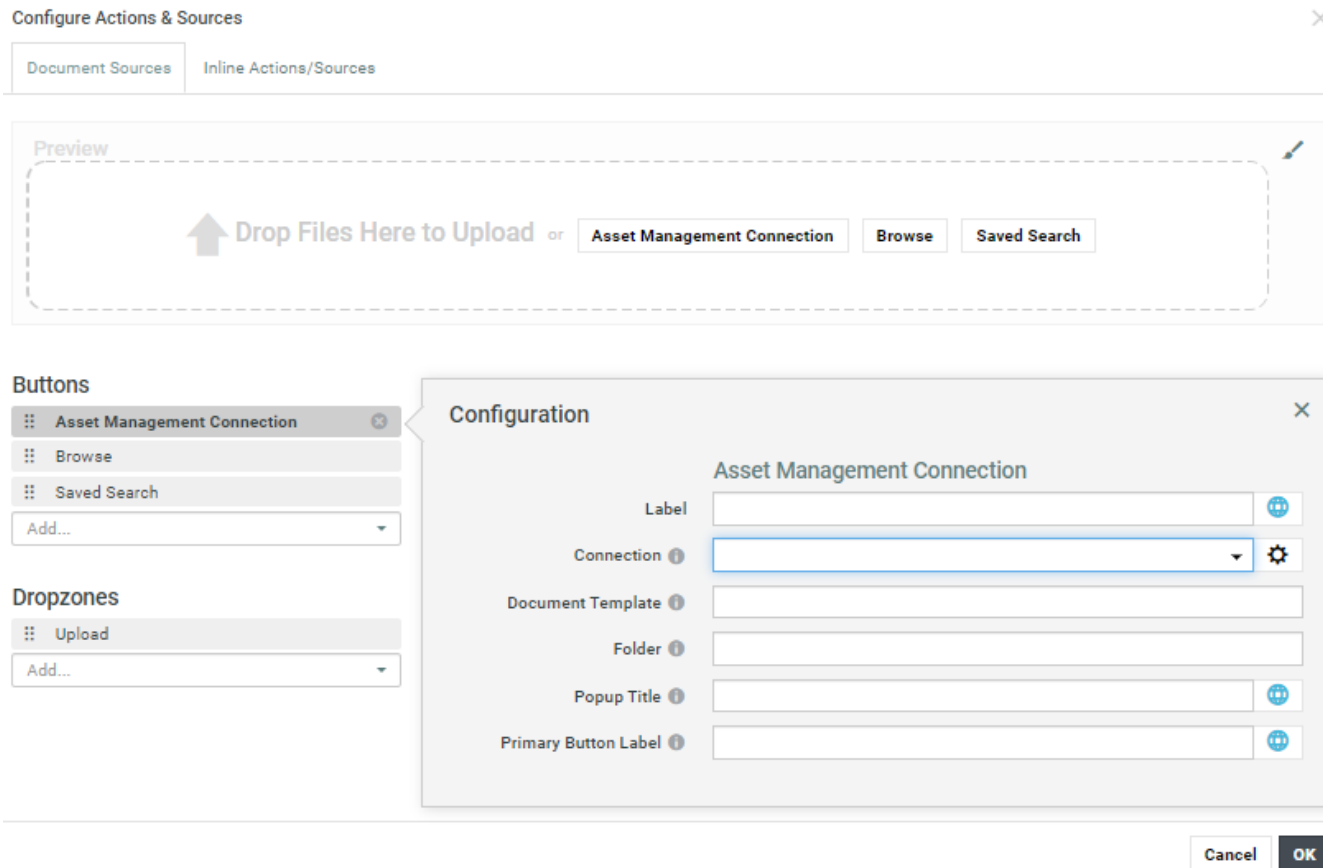 Configure Actions & Sources
Document Sources Inline Actions/Sources
Preview
Drop Files Here to Upload or Asset Management Connection Browse Saved Search
Buttons
Asset Management Connection
Browse
Saved Search
Add...
Dropzones
Upload
Add...
Configuration
Asset Management Connection
Label
Connection
Document Template
Folder
Popup Title
Primary Button Label
Cancel OK